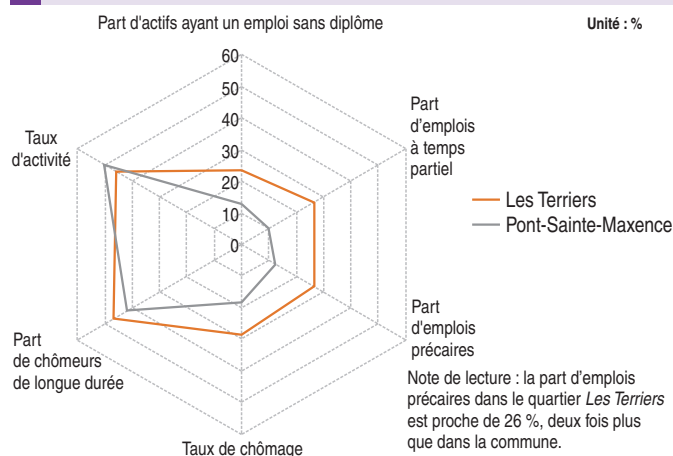 Part d'actifs ayant un emploi sans diplôme
Unité : %
60
50
40
30
20
10
0
Part
d'emplois
à temps
partiel
Taux
d'activité
Les Terriers
Pont-Sainte-Maxence
Part
d'emplois
précaires
Part
de chômeurs
de longue durée
Taux de chômage
Note de lecture : la part d'emplois
précaires dans le quartier Les Terriers
est proche de 26 %, deux fois plus
que dans la commune.